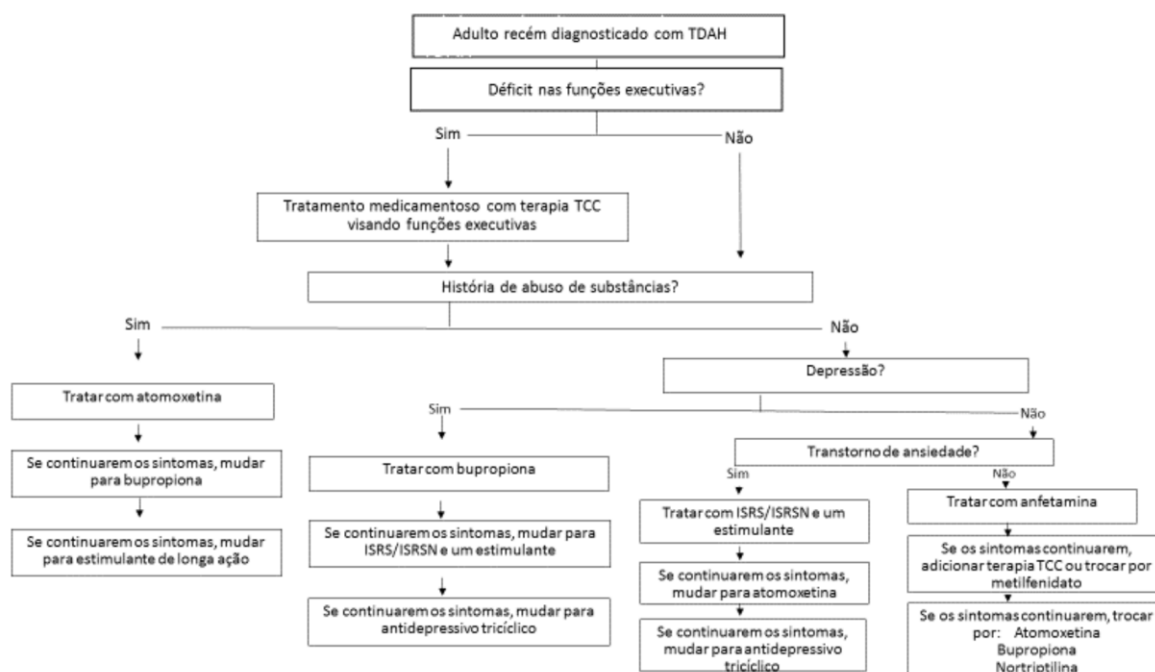 Adulto recém diagnosticado com TDAH
Déficit nas funções executivas?
Sim
Não
Tratamento medicamentoso com terapia TCC
visando funções executivas
História de abuso de substâncias?
Sim
Não
Depressão?
Tratar com atomoxetina
Sim
Não
Transtorno de ansiedade?
Se continuarem os sintomas, mudar
para bupropiona
Tratar com bupropiona
Sim
Não
Tratar com ISRS/ISRSN e um
estimulante
Tratar com anfetamina
Se continuarem os sintomas, mudar
para estimulante de longa ação
Se continuarem os sintomas, mudar para
ISRS/ISRSN e um estimulante
Se os sintomas continuarem,
adicionar terapia TCC ou trocar por
metilfenidato
Se continuarem os sintomas,
mudar para atomoxetina
Se continuarem os sintomas, mudar para
antidepressivo tricíclico
Se continuarem os sintomas,
mudar para antidepressivo
tricíclico
Se os sintomas continuarem, trocar
por: Atomoxetina
Bupropiona
Nortriptilina